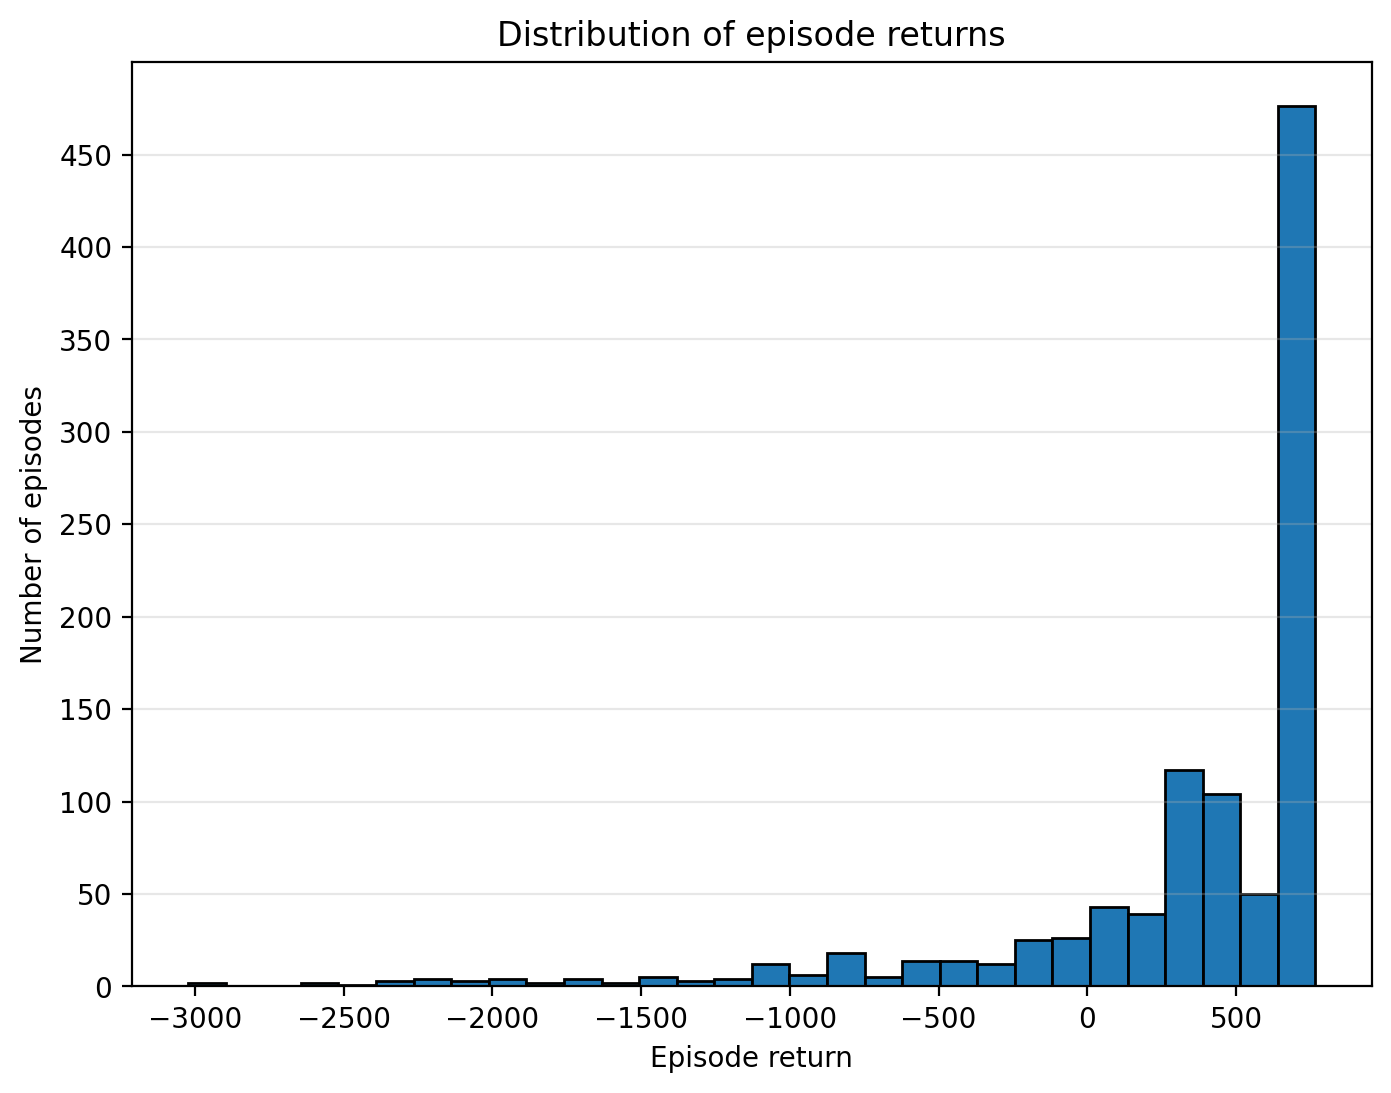 Distribution of episode returns
Number of episodes
450
400
350
300
250
200
150
100
50
0
−3000 −2500 −2000 −1500 −1000 −500 0 500
Episode return